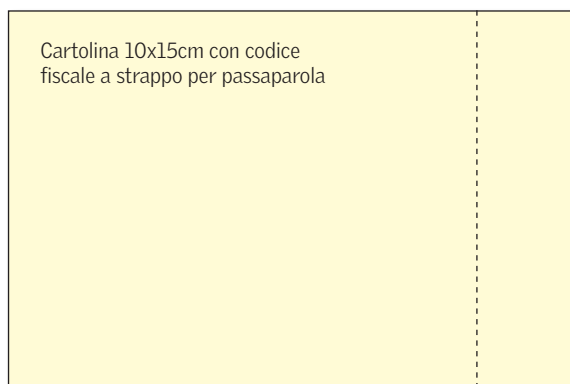 Cartolina 10x15cm con codice
fiscale a strappo per passaparola